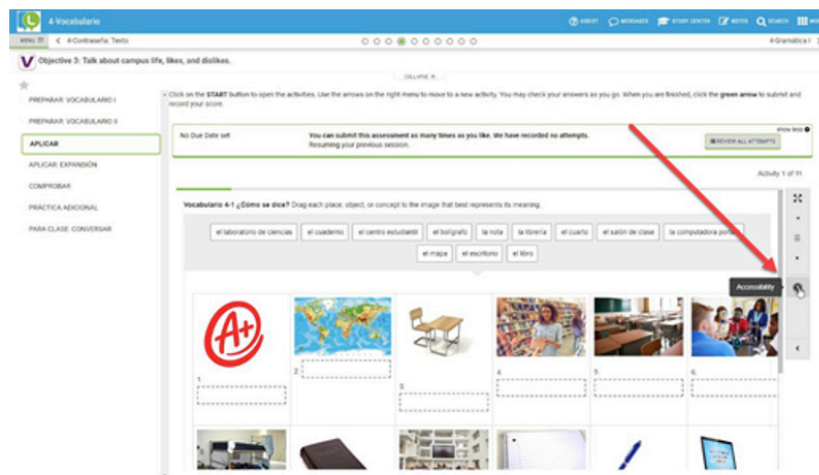 4-Vocabulario
ASSIST MESSAGES STUDY CENTER NOTES SEARCH
MENU < 4-Contraseña: Texto
4-Gramática I
Objective 3: Talk about campus life, likes, and dislikes.
COLLAPSE
PREPARAR: VOCABULARIO I
PREPARAR: VOCABULARIO II
APLICAR
APLICAR: EXPANSIÓN
COMPROBAR
PRÁCTICA ADICIONAL
PARA CLASE: CONVERSAR
Click on the START button to open the activities. Use the arrows on the right menu to move to a new activity. You may check your answers as you go. When you are finished, click the green arrow to submit and
record your score.
show less
No Due Date set
You can submit this assessment as many times as you like. We have recorded no attempts.
Resuming your previous session.
REVIEW ALL ATTEMPTS
Activity 1 of 11
Vocabulario 4-1 ¿Cómo se dice? Drag each place, object, or concept to the image that best represents its meaning.
el laboratorio de ciencias el cuaderno el centro estudiantil el bolígrafo la nota la librería el cuarto el salón de clase la computadora
el mapa el escritorio el libro
Accessibility
A+
1.
2.
3.
4.
5.
6.